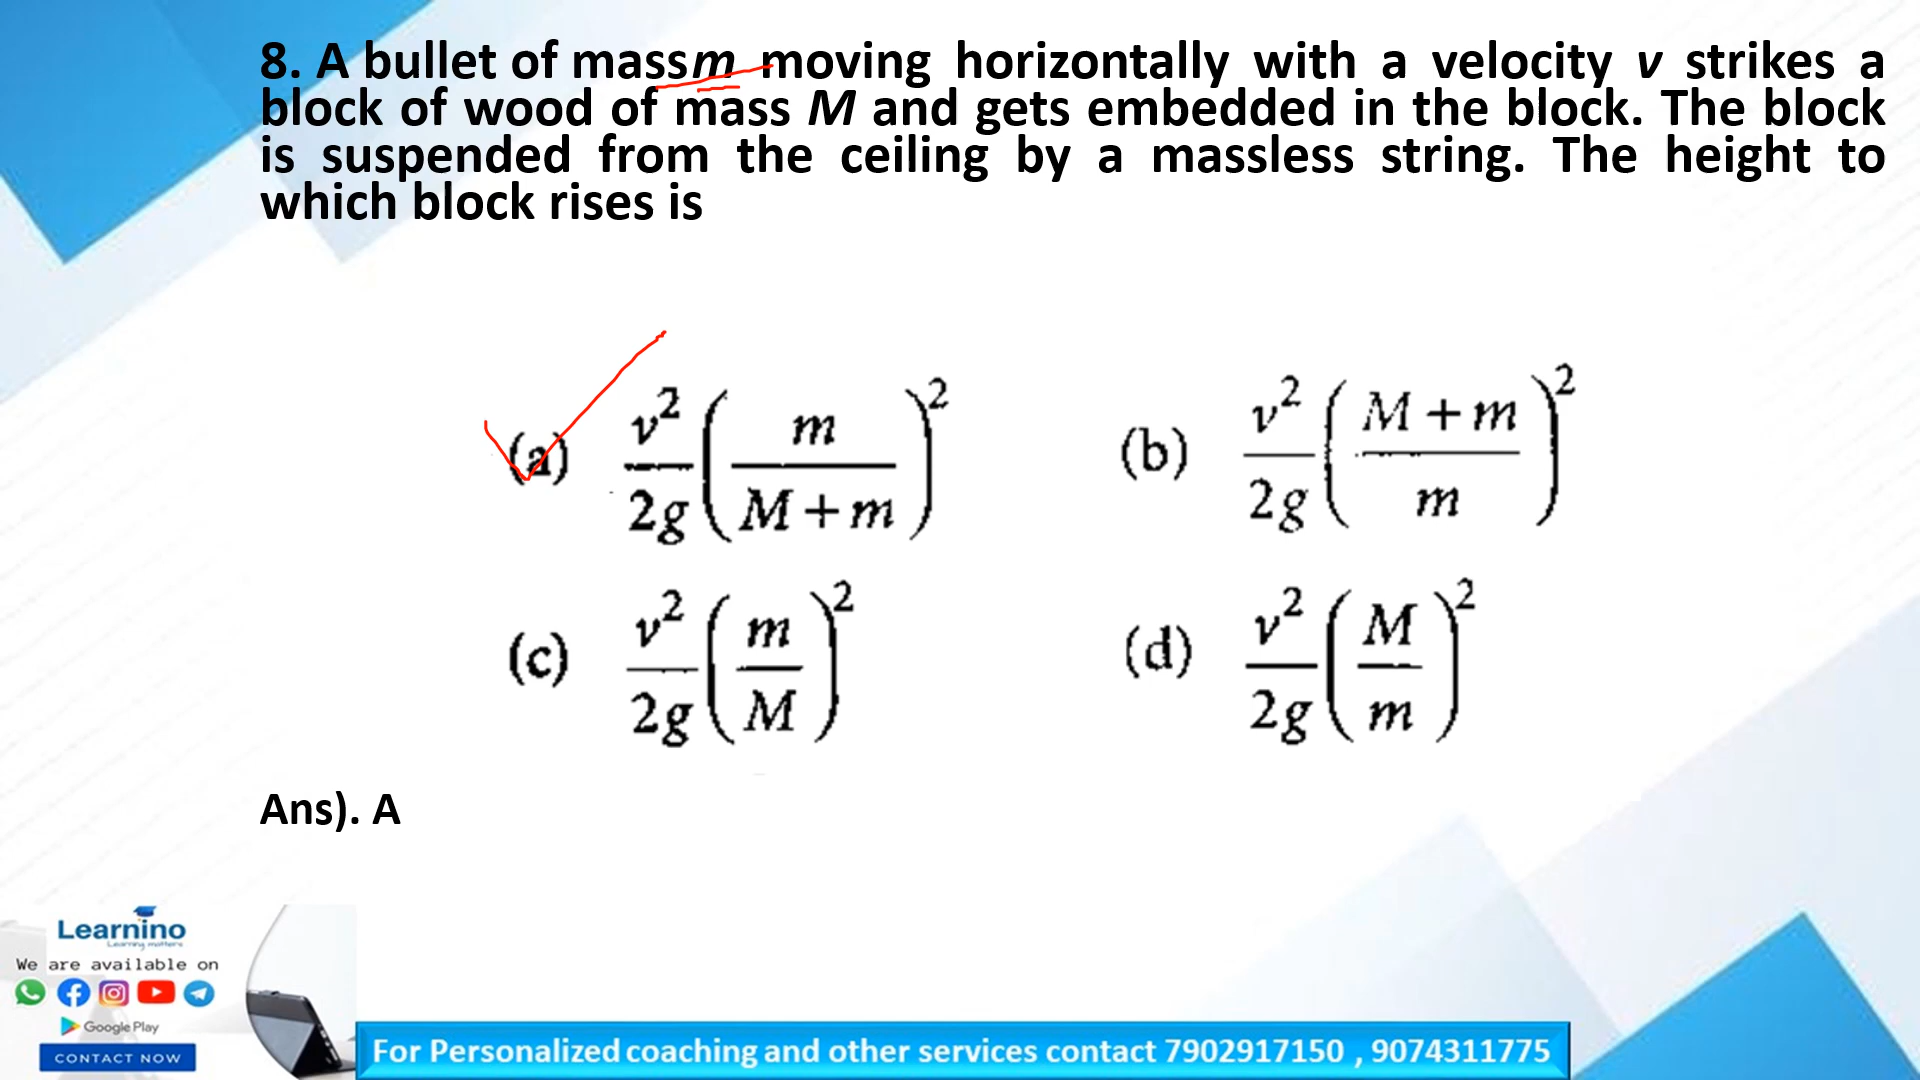 8. A bullet of mass m moving horizontally with a velocity v strikes a
block of wood of mass M and gets embedded in the block. The block
is suspended from the ceiling by a massless string. The height to
which block rises is
(a) v²/2g (m/(M + m))²
(b) v²/2g ((M + m)/m)²
(c) v²/2g (m/M)²
(d) v²/2g (M/m)²
Ans). A
Learnino
Learning matters
We are available on
Google Play
CONTACT NOW
For Personalized coaching and other services contact 7902917150 , 9074311775